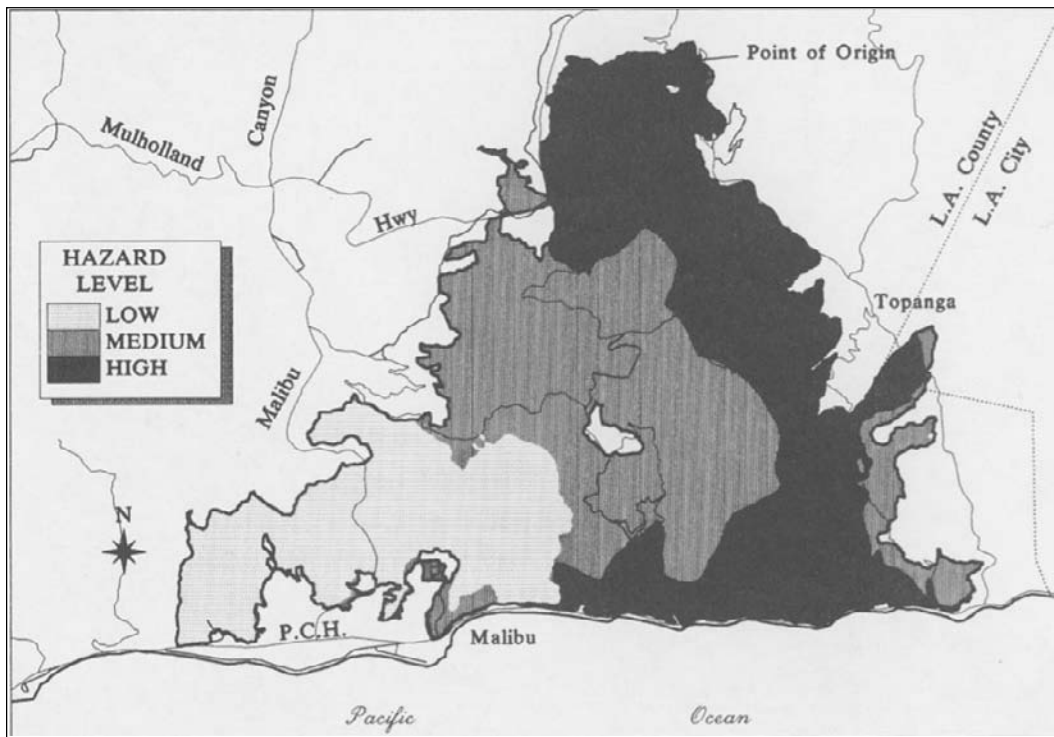 Point of Origin
Mulholland
Canyon
Hwy
L.A. County
L.A. City
HAZARD
LEVEL
LOW
MEDIUM
HIGH
Topanga
Malibu
N
P.C.H.
Malibu
Pacific
Ocean